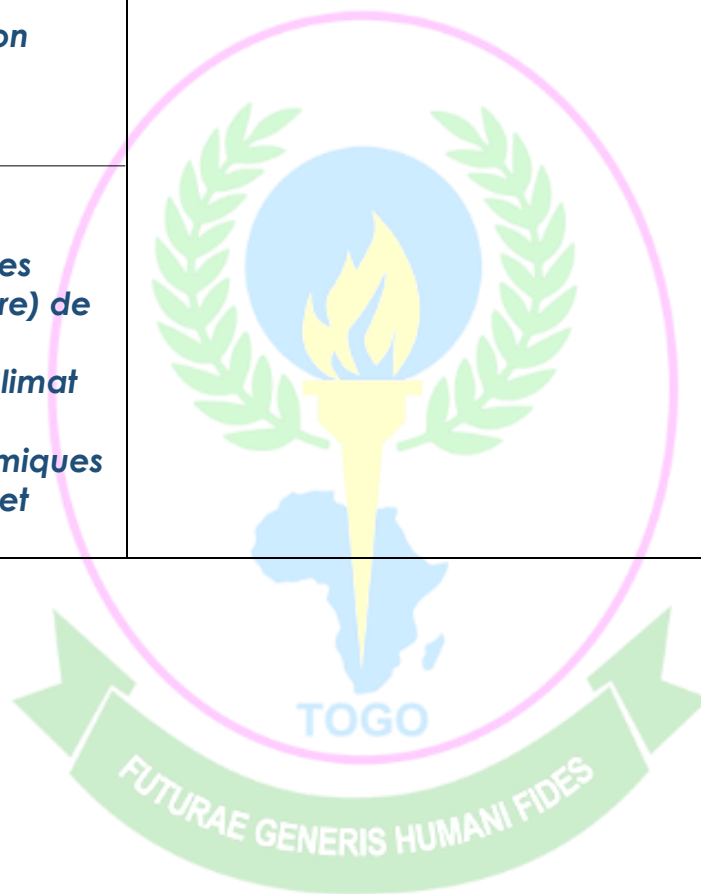 on
es
re) de
limat
miques
et
TOGO
FUTURAE GENERIS HUMANI FIDES